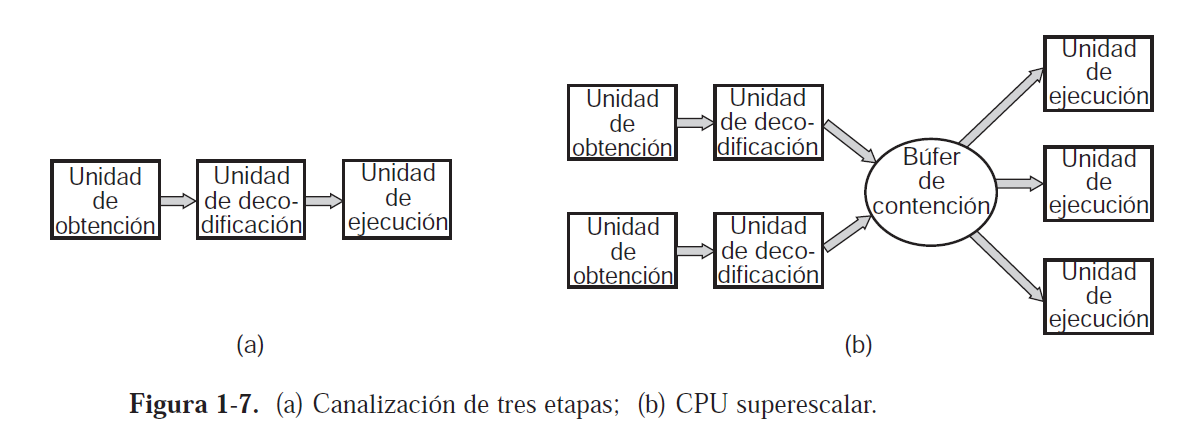 Unidad
de
obtención
Unidad
de deco-
dificación
Unidad
de
ejecución
(a)
Unidad
de
obtención
Unidad
de deco-
dificación
Unidad
de
obtención
Unidad
de deco-
dificación
Búfer
de
contención
Unidad
de
ejecución
Unidad
de
ejecución
Unidad
de
ejecución
(b)
Figura 1-7. (a) Canalización de tres etapas; (b) CPU superescalar.